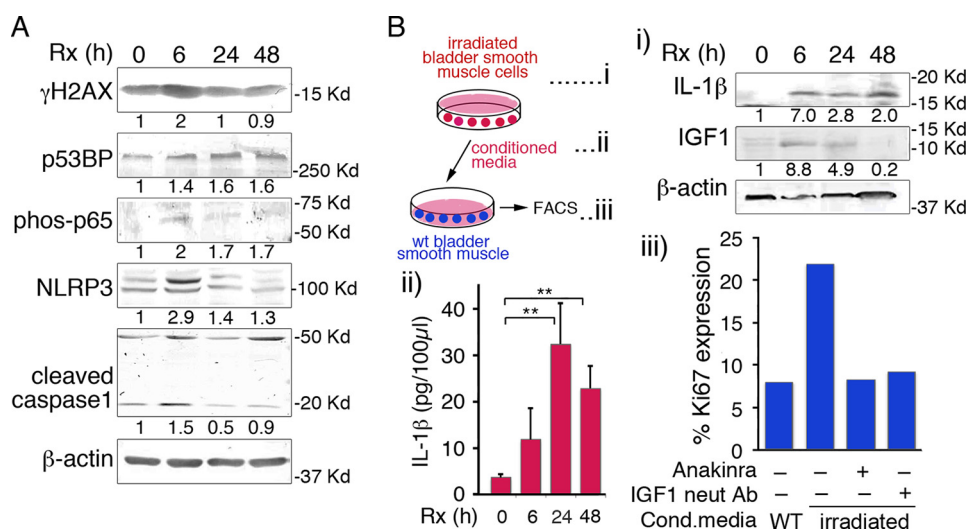 A
Rx (h) 0 6 24 48
γH2AX -15 Kd
1 2 1 0.9
p53BP -250 Kd
1 1.4 1.6 1.6
phos-p65 -75 Kd
-50 Kd
1 2 1.7 1.7
NLRP3 -100 Kd
1 2.9 1.4 1.3
-50 Kd
cleaved
caspase1 -20 Kd
1 1.5 0.5 0.9
β-actin
-37 Kd
B
irradiated
bladder smooth
muscle cells
.......i
...ii
conditioned
media
FACS ..iii
wt bladder
smooth muscle
i)
Rx (h) 0 6 24 48
IL-1β -20 Kd
-15 Kd
1 7.0 2.8 2.0
IGF1 -15 Kd
-10 Kd
1 8.8 4.9 0.2
β-actin
-37 Kd
ii)
IL-1β (pg/100µl)
40
30
20
10
0
**
**
Rx (h) 0 6 24 48
iii)
% Ki67 expression
25
20
15
10
5
0
Anakinra – – + –
IGF1 neut Ab – – – +
Cond.media WT irradiated